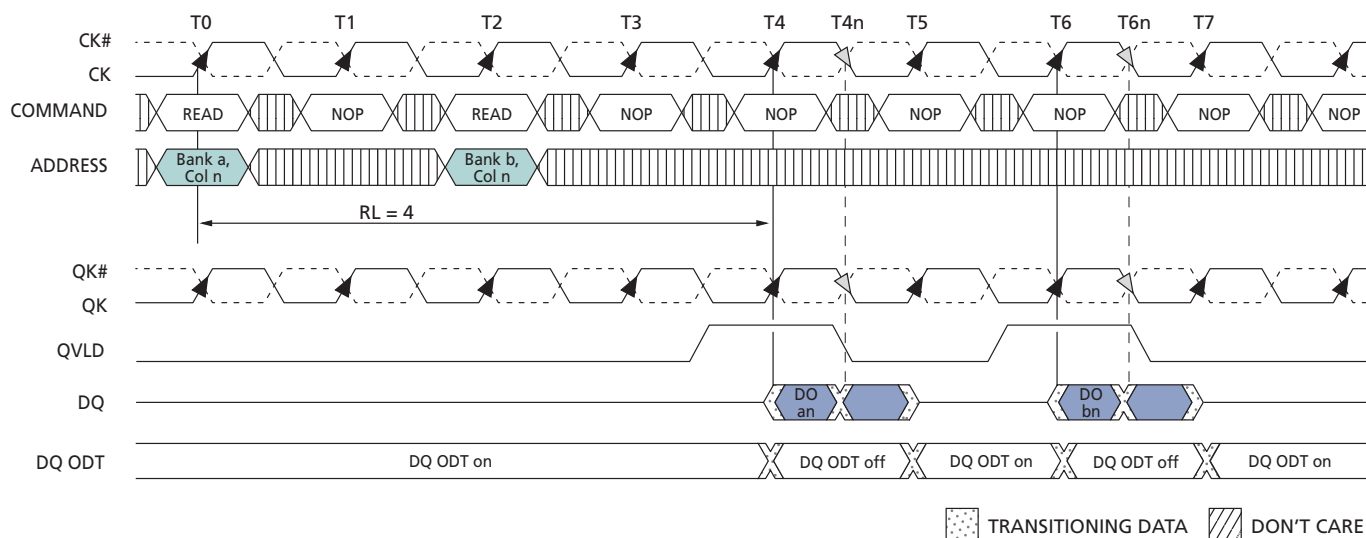 T0 T1 T2 T3 T4 T4n T5 T6 T6n T7
CK#
CK
COMMAND READ NOP READ NOP NOP NOP NOP NOP NOP
ADDRESS Bank a, Col n Bank b, Col n
RL = 4
QK#
QK
QVLD
DQ DO an DO bn
DQ ODT DQ ODT on DQ ODT off DQ ODT on DQ ODT off DQ ODT on
TRANSITIONING DATA DON'T CARE